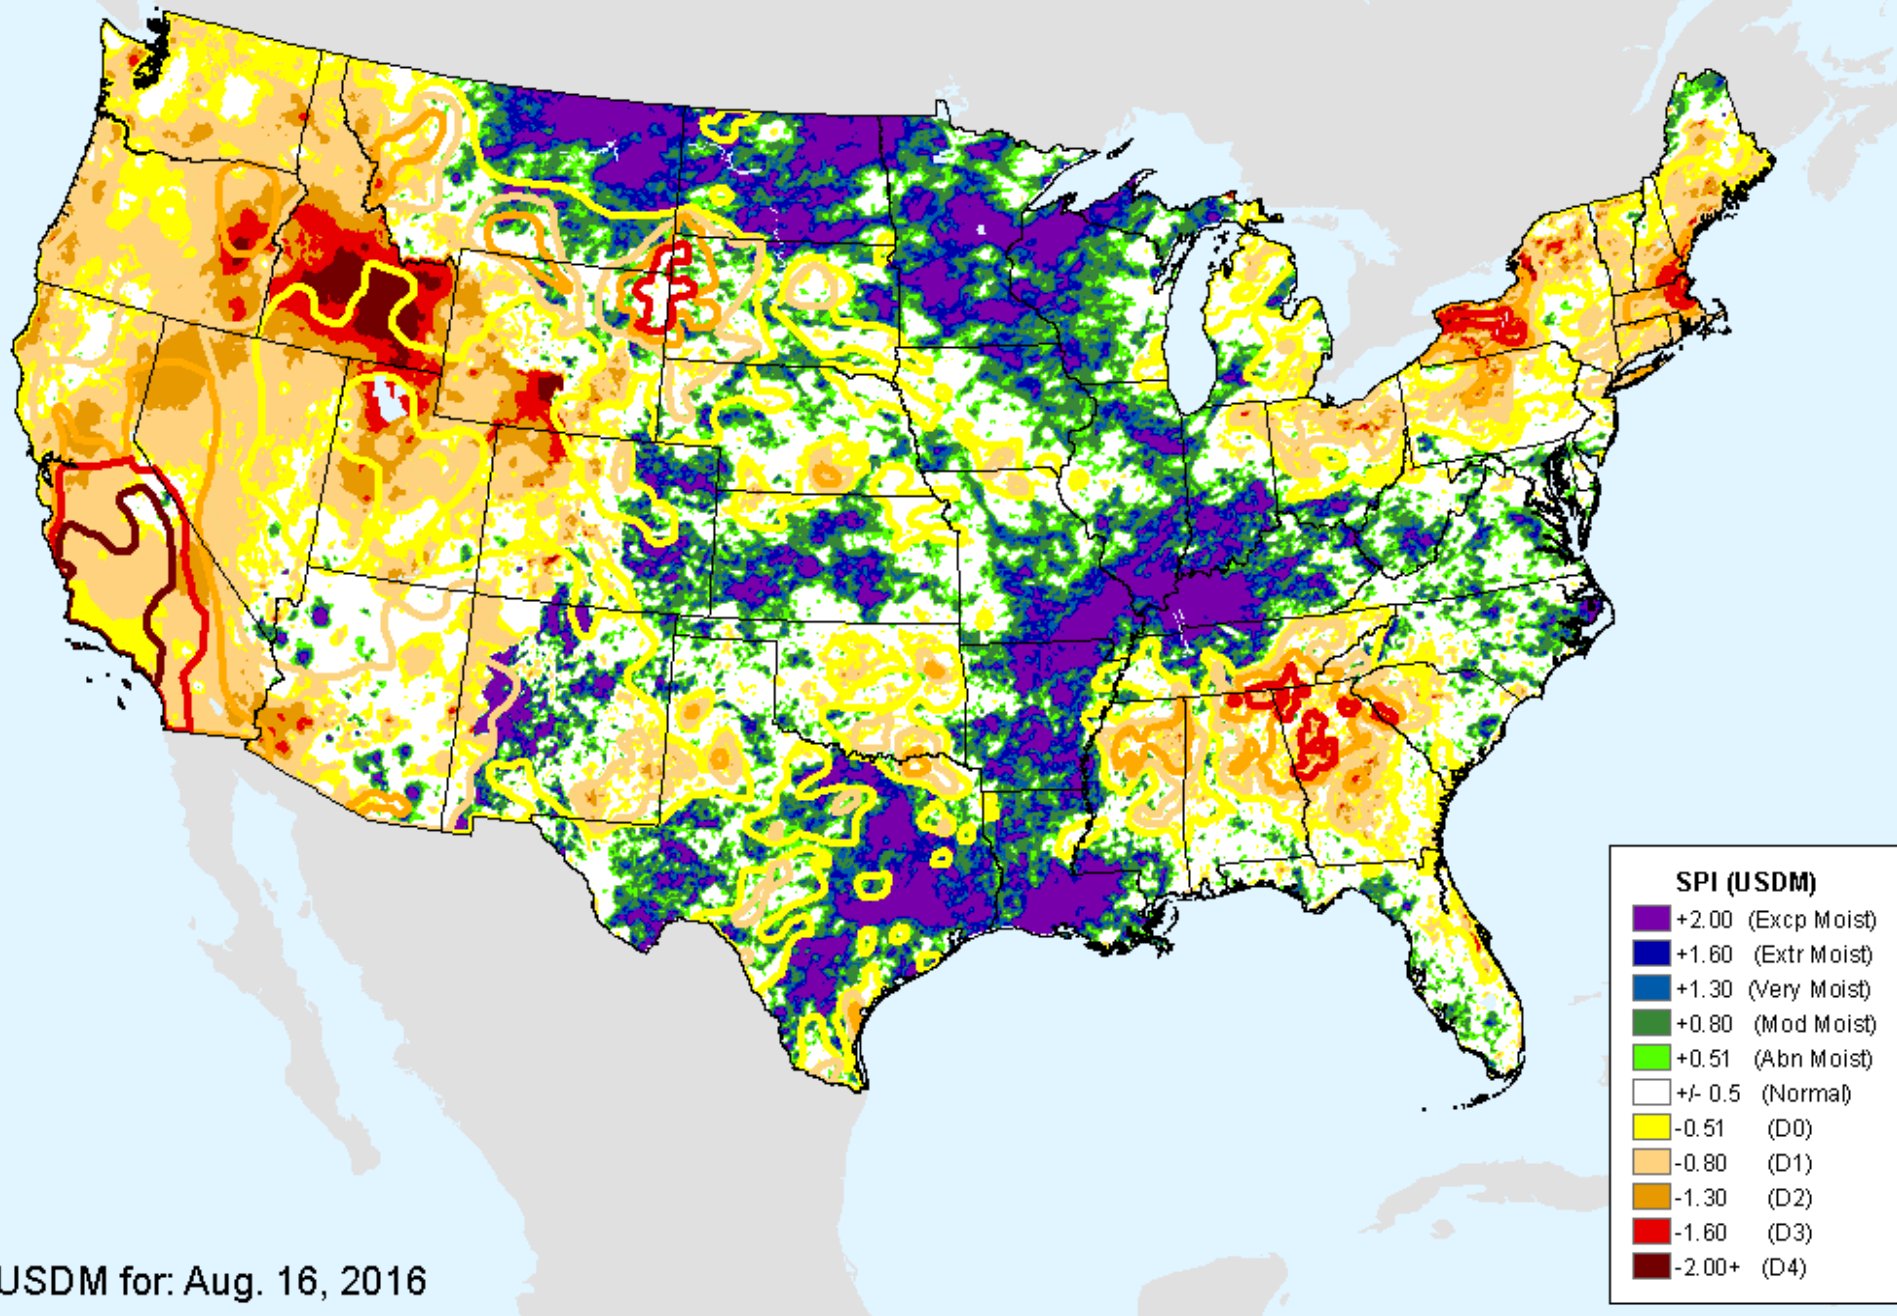 SPI (USDM)
+2.00 (Excp Moist)
+1.60 (Extr Moist)
+1.30 (Very Moist)
+0.80 (Mod Moist)
+0.51 (Abn Moist)
+/- 0.5 (Normal)
-0.51 (D0)
-0.80 (D1)
-1.30 (D2)
-1.60 (D3)
-2.00+ (D4)
USDM for: Aug. 16, 2016